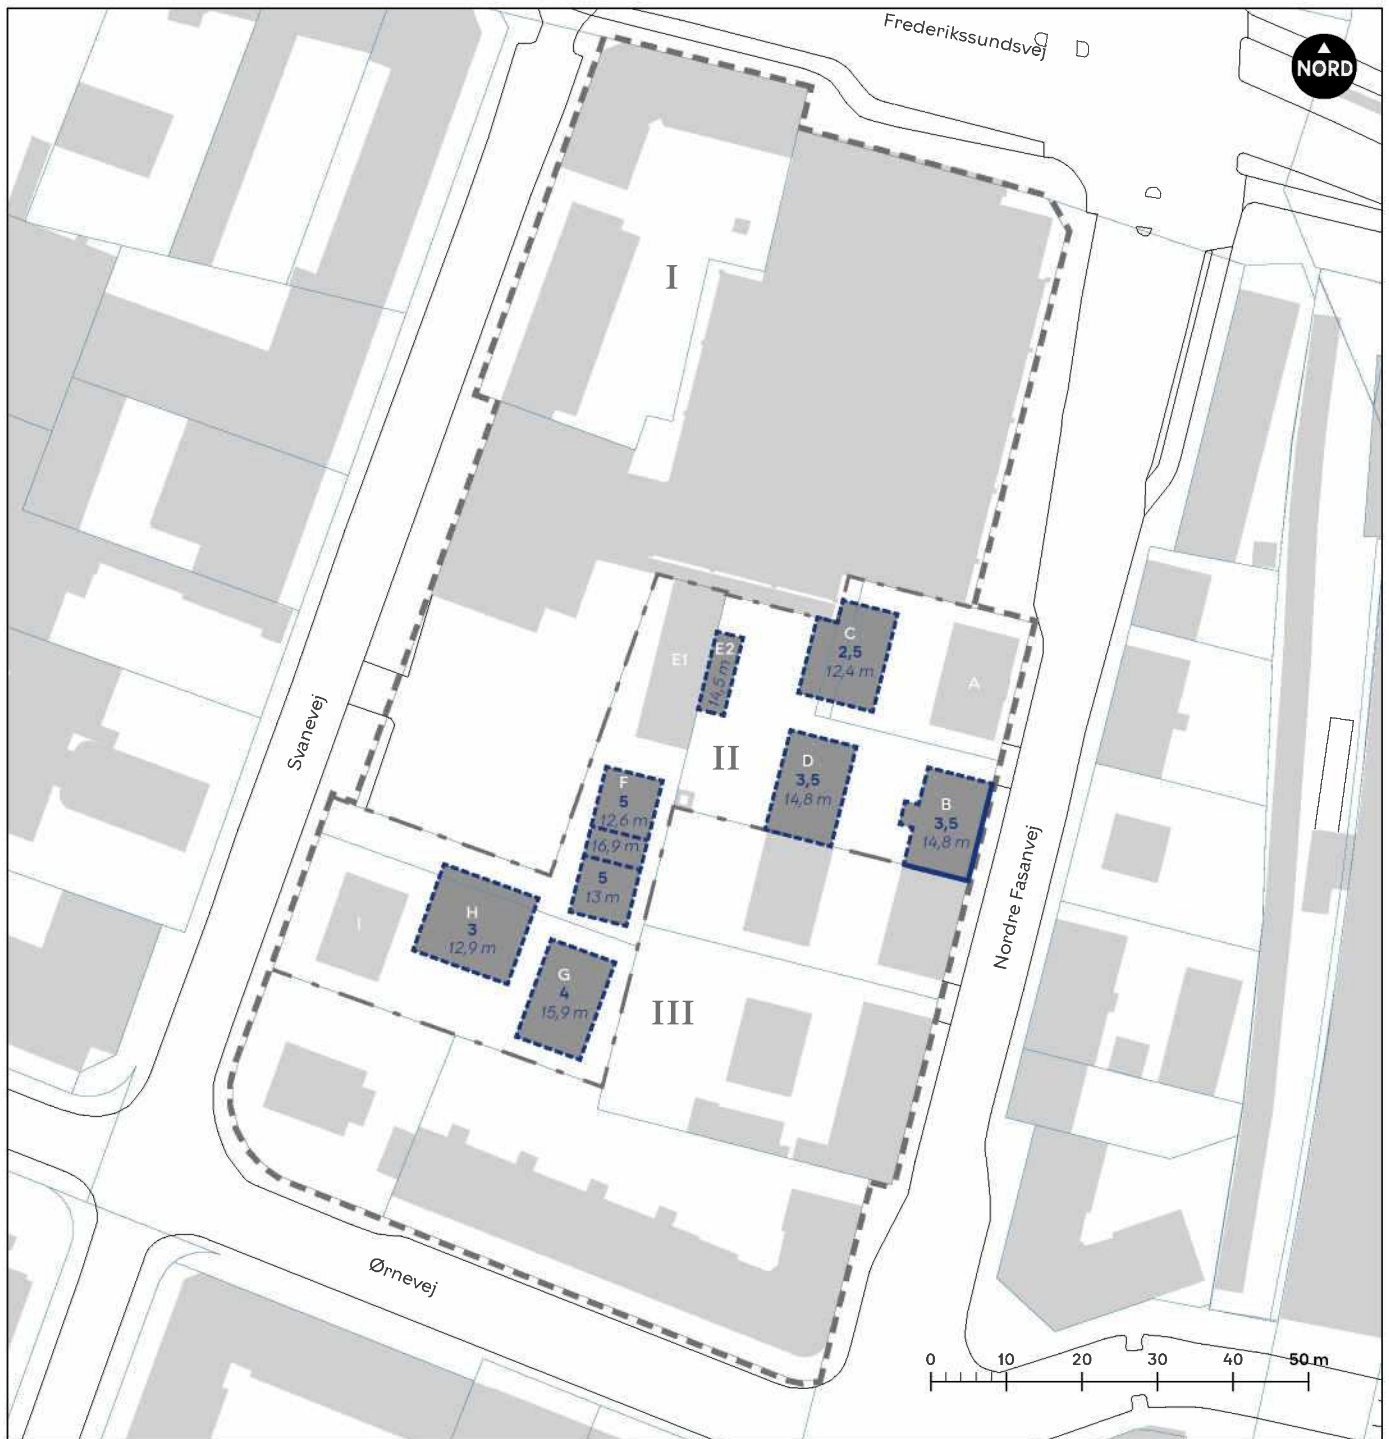 Frederikssundsvej
NORD
I
C
2,5
12,4 m
E2
14,5 m
E1
A
Svanevej
II
D
3,5
14,8 m
F
5
12,6 m
16,9 m
5
13 m
B
3,5
14,8 m
Nordre Fasanvej
I
H
3
12,9 m
G
4
15,9 m
III
Ørnevej
0 10 20 30 40 50 m